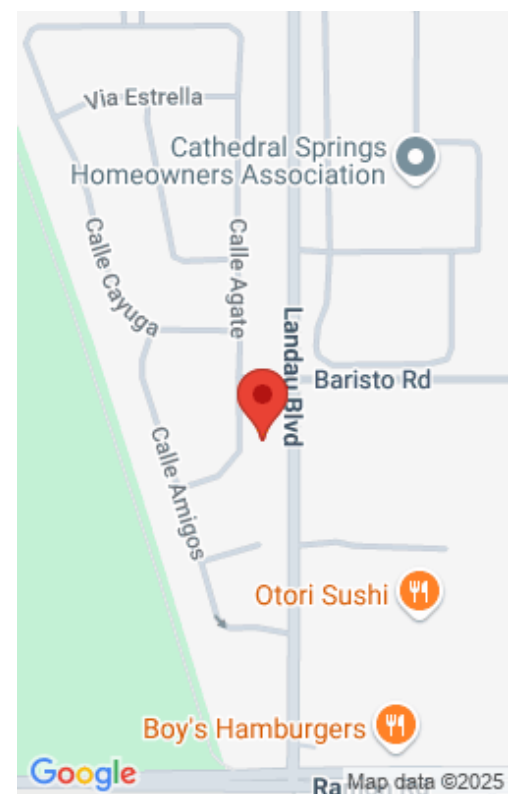 Via Estrella
Cathedral Springs
Homeowners Association
Calle Cayuga
Calle Agate
Landau Blvd
Baristo Rd
Calle Amigos
Otori Sushi
Boy's Hamburgers
Google
Map data ©2025